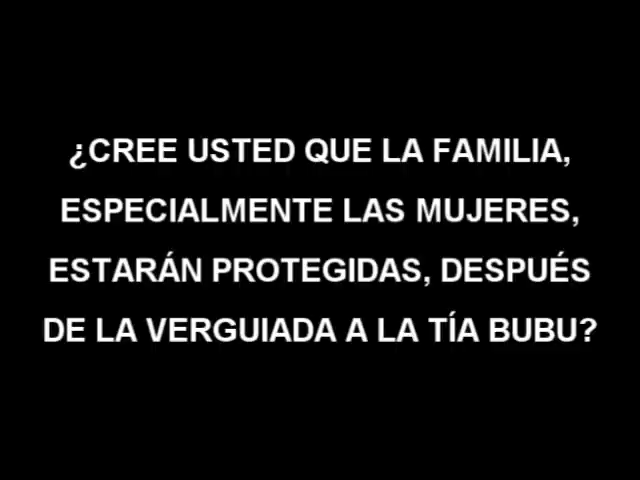 ¿CREE USTED QUE LA FAMILIA,
ESPECIALMENTE LAS MUJERES,
ESTARÁN PROTEGIDAS, DESPUÉS
DE LA VERGUIADA A LA TÍA BUBU?